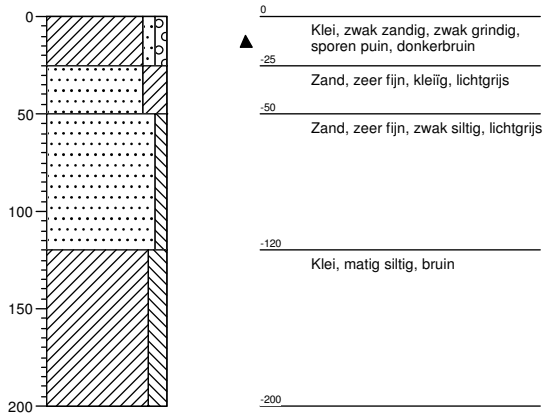 0
50
100
150
200
0
Klei, zwak zandig, zwak grindig,
sporen puin, donkerbruin
-25
Zand, zeer fijn, kleiïg, lichtgrijs
-50
Zand, zeer fijn, zwak siltig, lichtgrijs
-120
Klei, matig siltig, bruin
-200